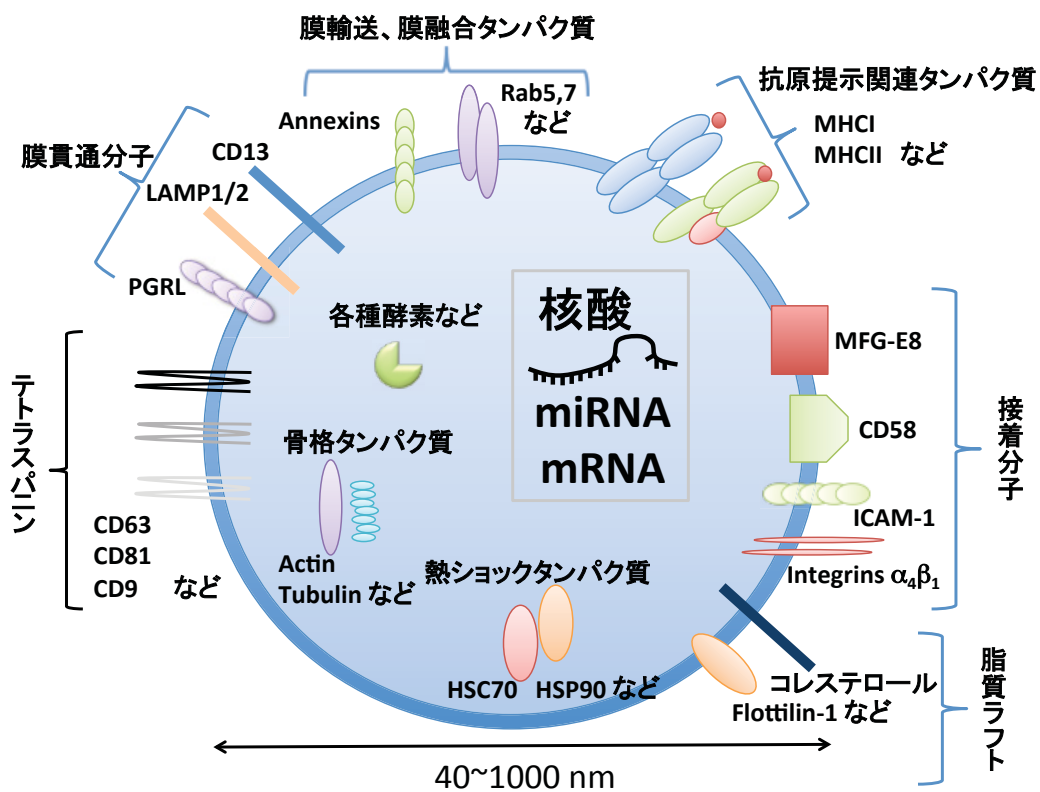 膜輸送、膜融合タンパク質
Annexins
Rab5,7
など
抗原提示関連タンパク質
MHCI
MHCII など
膜貫通分子
CD13
LAMP1/2
PGRL
各種酵素など
核酸
miRNA
mRNA
MFG-E8
CD58
ICAM-1
Integrins α₄β₁
接着分子
テトラスパニン
CD63
CD81
CD9 など
骨格タンパク質
Actin
Tubulin など
熱ショックタンパク質
HSC70 HSP90 など
コレステロール
Flottilin-1 など
脂質ラフト
40~1000 nm